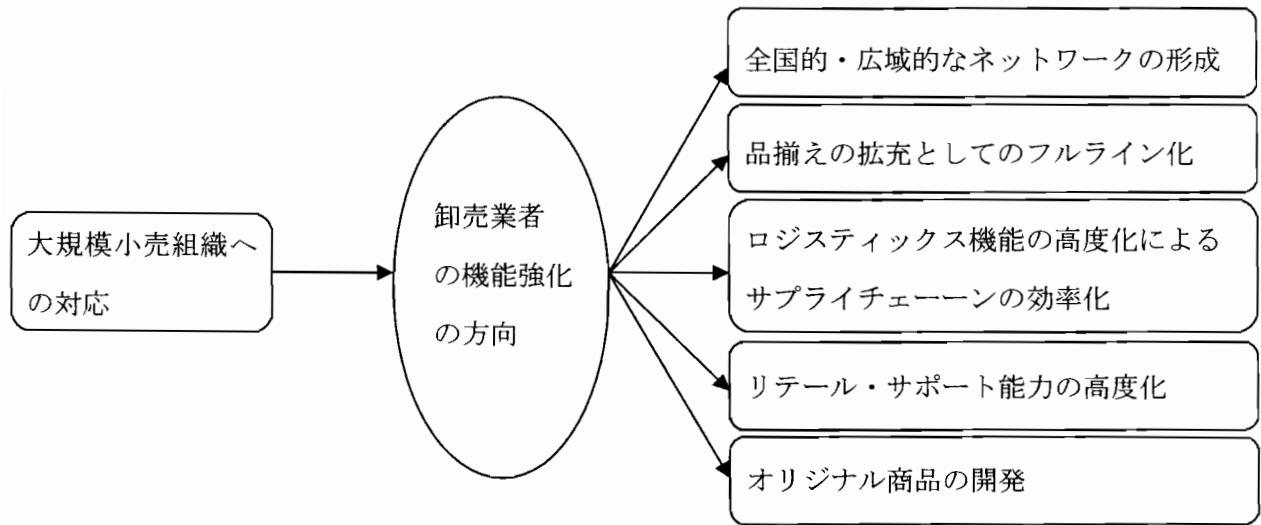 大規模小売組織へ
の対応
卸売業者
の機能強化
の方向
全国的・広域的なネットワークの形成
品揃えの拡充としてのフルライン化
ロジスティックス機能の高度化による
サプライチェーーンの効率化
リテール・サポート能力の高度化
オリジナル商品の開発